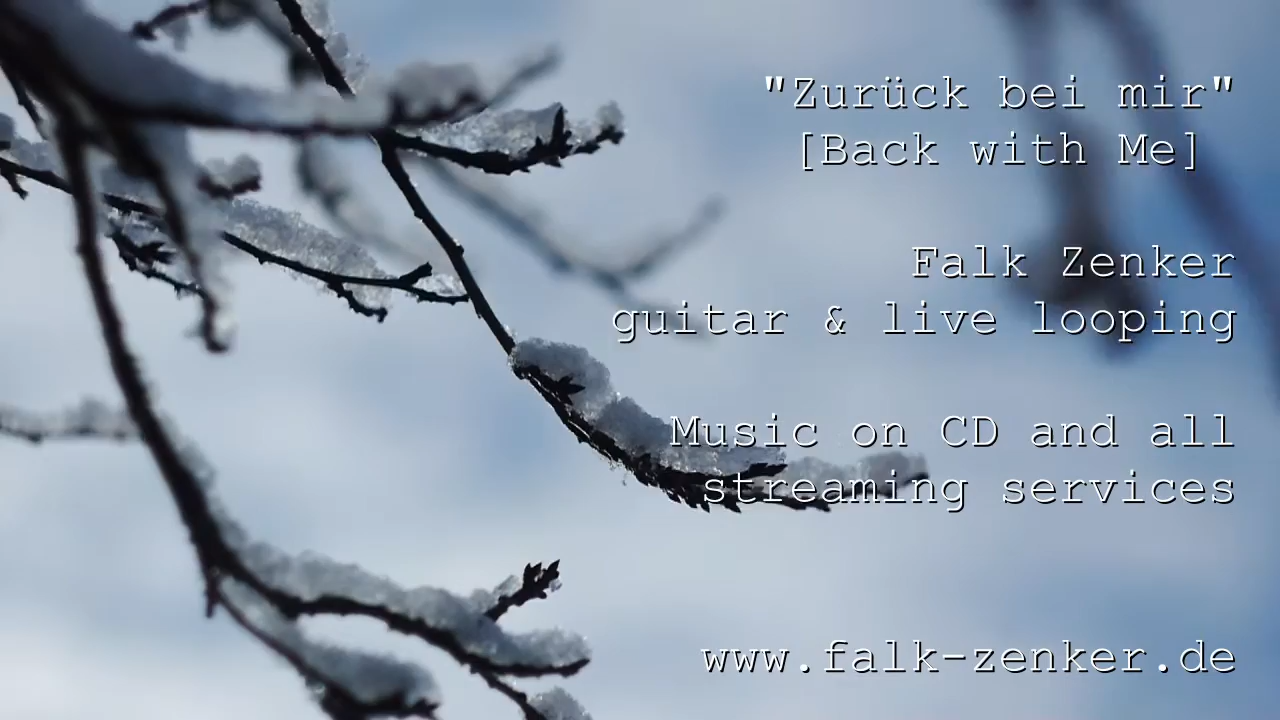 "Zurück bei mir"
[Back with Me]
Falk Zenker
guitar & live looping
Music on CD and all
streaming services
www.falk-zenker.de